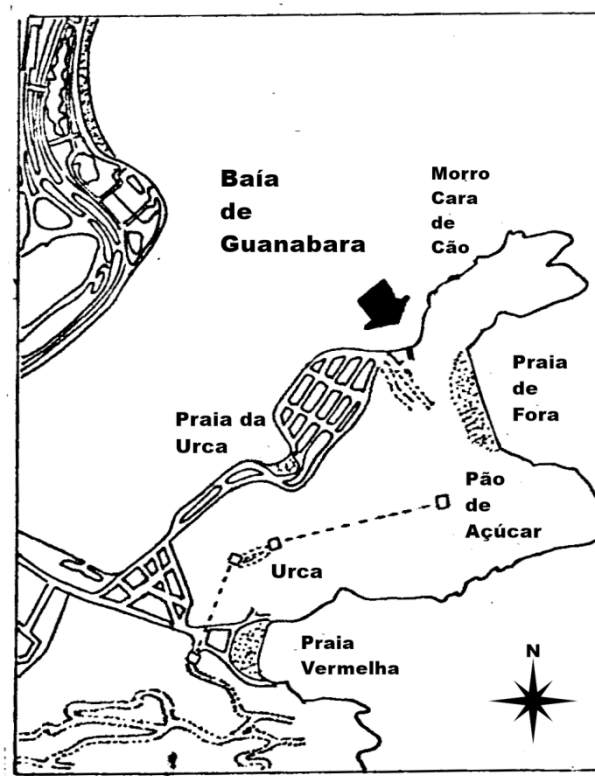 Baía
de
Guanabara
Morro
Cara
de
Cão
Praia
de
Fora
Praia da
Urca
Pão
de
Açúcar
Urca
Praia
Vermelha
N